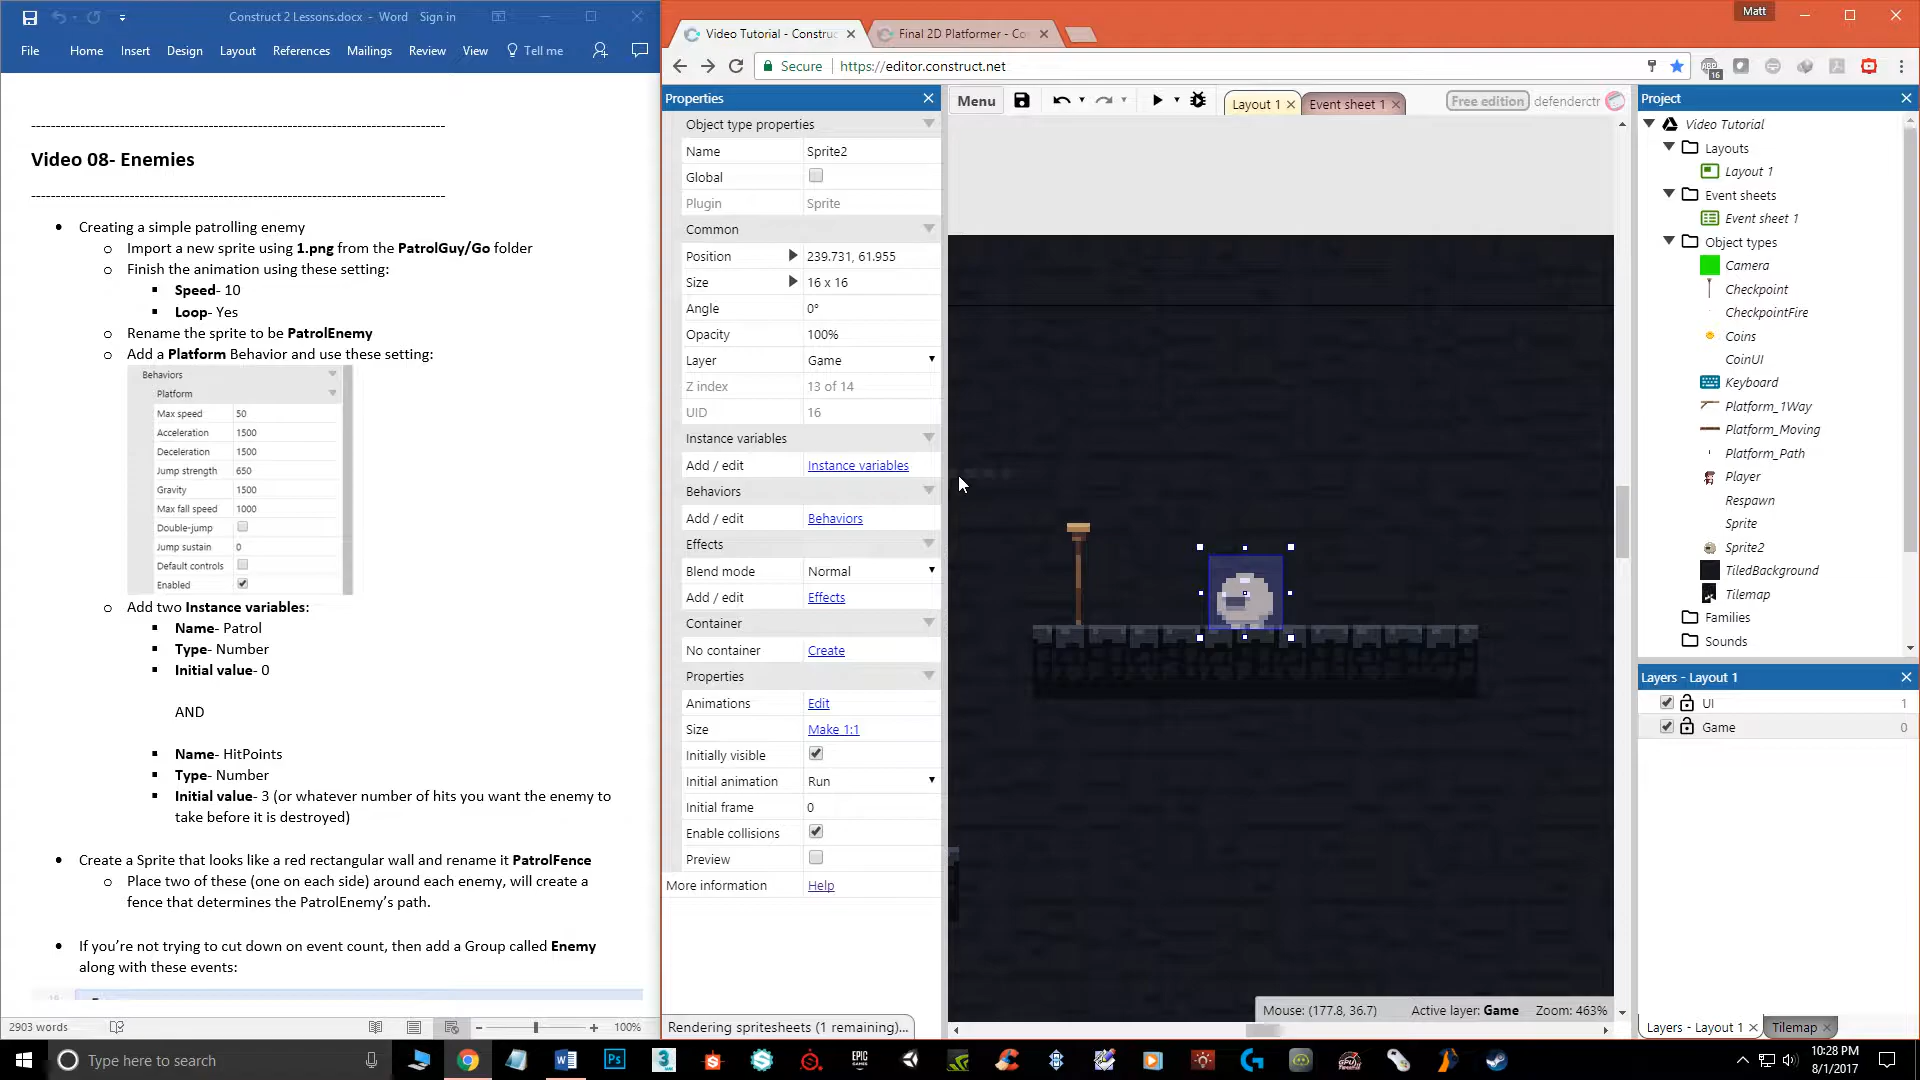 Construct 2 Lessons.docx - Word Sign in
File Home Insert Design Layout References Mailings Review View Tell me
Video 08- Enemies
Creating a simple patrolling enemy
Import a new sprite using 1.png from the PatrolGuy/Go folder
Finish the animation using these setting:
Speed- 10
Loop- Yes
Rename the sprite to be PatrolEnemy
Add a Platform Behavior and use these setting:
Behaviors
Platform
Max speed 50
Acceleration 1500
Deceleration 1500
Jump strength 650
Gravity 1500
Max fall speed 1000
Double-jump
Jump sustain 0
Default controls
Enabled
Add two Instance variables:
Name- Patrol
Type- Number
Initial value- 0
AND
Name- HitPoints
Type- Number
Initial value- 3 (or whatever number of hits you want the enemy to
take before it is destroyed)
Create a Sprite that looks like a red rectangular wall and rename it PatrolFence
Place two of these (one on each side) around each enemy, will create a
fence that determines the PatrolEnemy's path.
If you're not trying to cut down on event count, then add a Group called Enemy
along with these events:
2903 words 100%
Matt
Video Tutorial - Construc Final 2D Platformer - Co
Secure https://editor.construct.net 16
Properties
Object type properties
Name Sprite2
Global
Plugin Sprite
Common
Position 239.731, 61.955
Size 16 x 16
Angle 0°
Opacity 100%
Layer Game
Z index 13 of 14
UID 16
Instance variables
Add / edit Instance variables
Behaviors
Add / edit Behaviors
Effects
Blend mode Normal
Add / edit Effects
Container
No container Create
Properties
Animations Edit
Size Make 1:1
Initially visible
Initial animation Run
Initial frame 0
Enable collisions
Preview
More information Help
Rendering spritesheets (1 remaining)...
Menu Layout 1 Event sheet 1 Free edition defenderctr
Mouse: (177.8, 36.7) Active layer: Game Zoom: 463%
Project
Video Tutorial
Layouts
Layout 1
Event sheets
Event sheet 1
Object types
Camera
Checkpoint
CheckpointFire
Coins
CoinUI
Keyboard
Platform_1Way
Platform_Moving
Platform_Path
Player
Respawn
Sprite
Sprite2
TiledBackground
Tilemap
Families
Sounds
Layers - Layout 1
UI 1
Game 0
Layers - Layout 1 Tilemap
Type here to search
10:28 PM
8/1/2017